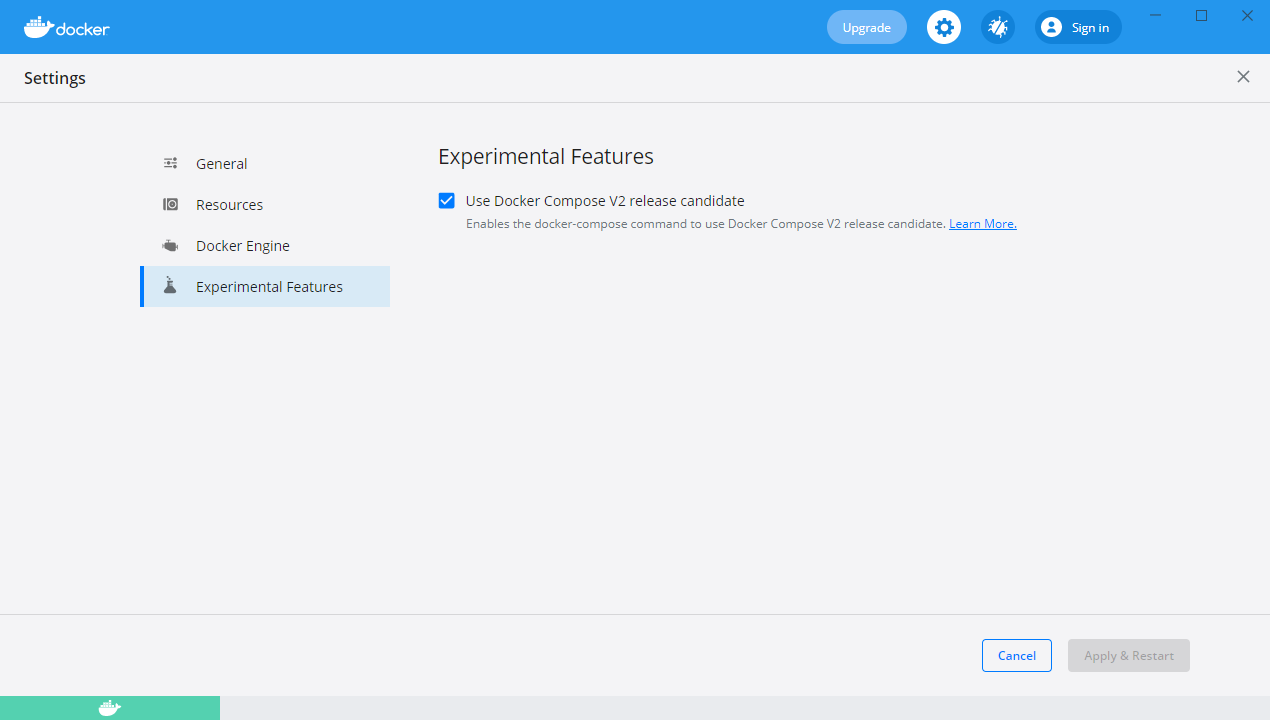 docker
Upgrade
Sign in
Settings
General
Resources
Docker Engine
Experimental Features
Experimental Features
Use Docker Compose V2 release candidate
Enables the docker-compose command to use Docker Compose V2 release candidate. Learn More.
Cancel
Apply & Restart